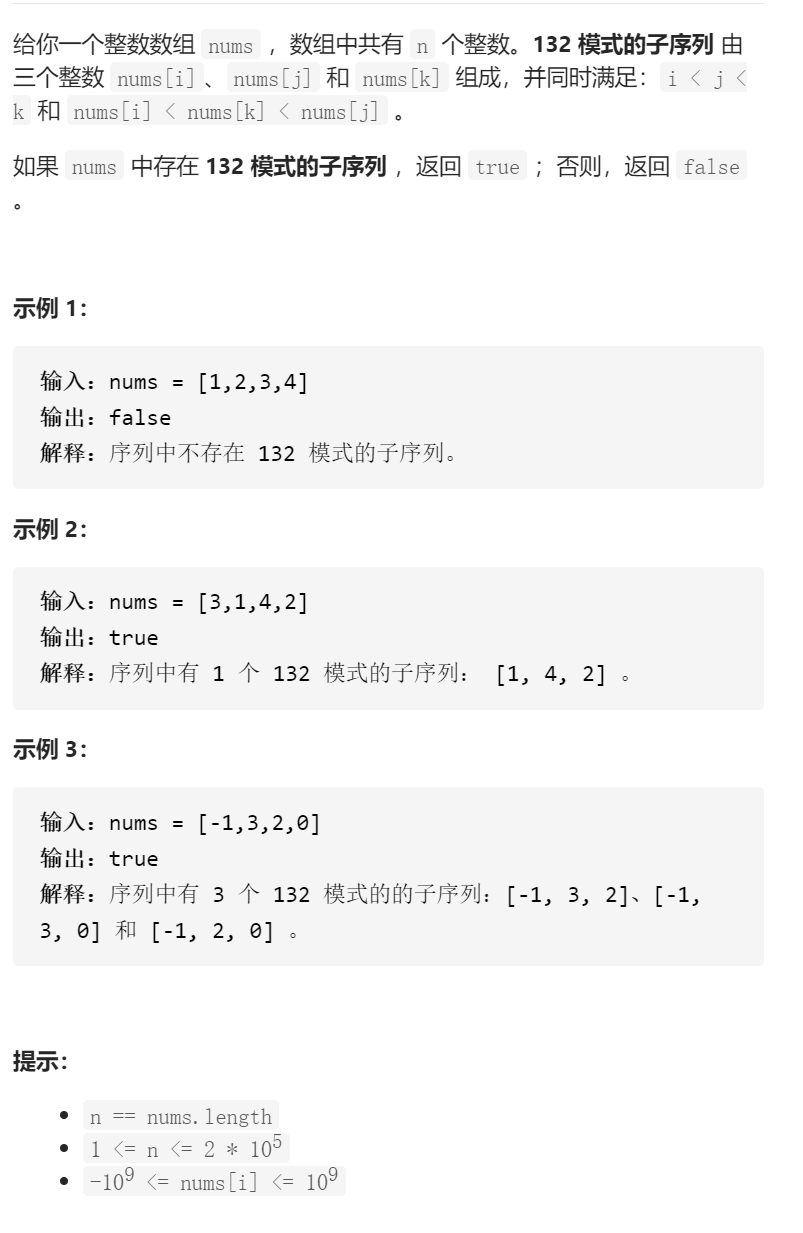 给你一个整数数组 nums ，数组中共有 n 个整数。132 模式的子序列 由
三个整数 nums[i]、nums[j] 和 nums[k] 组成，并同时满足：i < j <
k 和 nums[i] < nums[k] < nums[j] 。
如果 nums 中存在 132 模式的子序列 ，返回 true ；否则，返回 false
。
示例 1：
输入：nums = [1,2,3,4]
输出：false
解释：序列中不存在 132 模式的子序列。
示例 2：
输入：nums = [3,1,4,2]
输出：true
解释：序列中有 1 个 132 模式的子序列： [1, 4, 2] 。
示例 3：
输入：nums = [-1,3,2,0]
输出：true
解释：序列中有 3 个 132 模式的的子序列：[-1, 3, 2]、[-1,
3, 0] 和 [-1, 2, 0] 。
提示：
• n == nums.length
• 1 <= n <= 2 * 10⁵
• -10⁹ <= nums[i] <= 10⁹